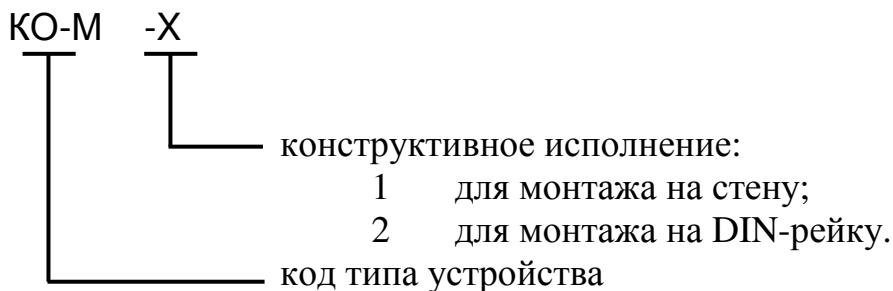 КО-М -Х
конструктивное исполнение:
1 для монтажа на стену;
2 для монтажа на DIN-рейку.
код типа устройства